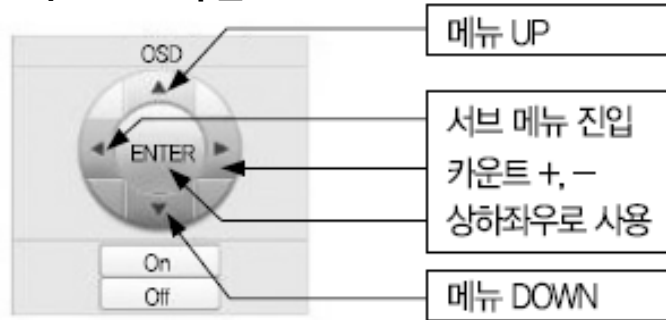 OSD
ENTER
On
Off
메뉴 UP
서브 메뉴 진입
카운트 +, −
상하좌우로 사용
메뉴 DOWN